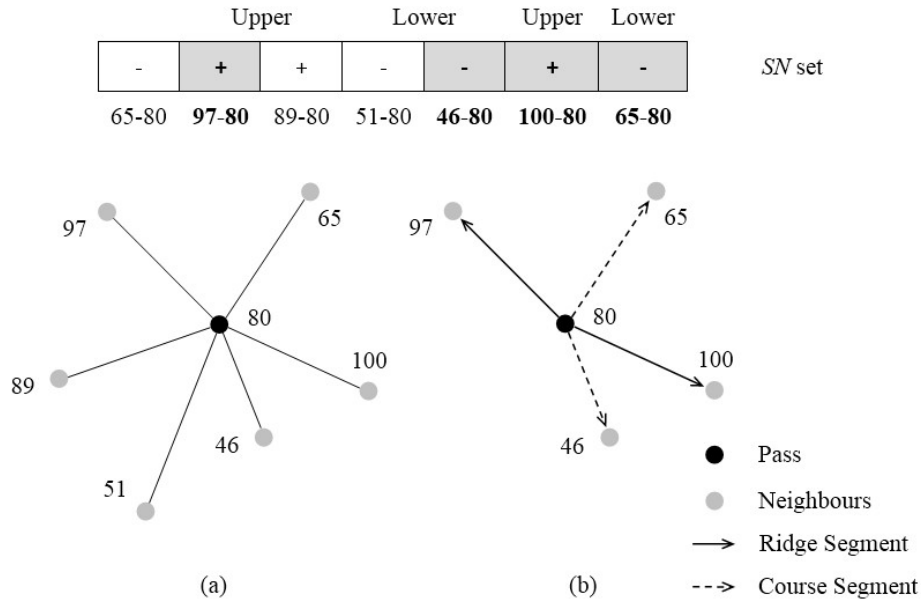 Upper Lower Upper Lower
- + + - - + - SN set
65-80 97-80 89-80 51-80 46-80 100-80 65-80
97 65 97 65
80 80
89 100 100
46 46
51
Pass
Neighbours
Ridge Segment
Course Segment
(a) (b)